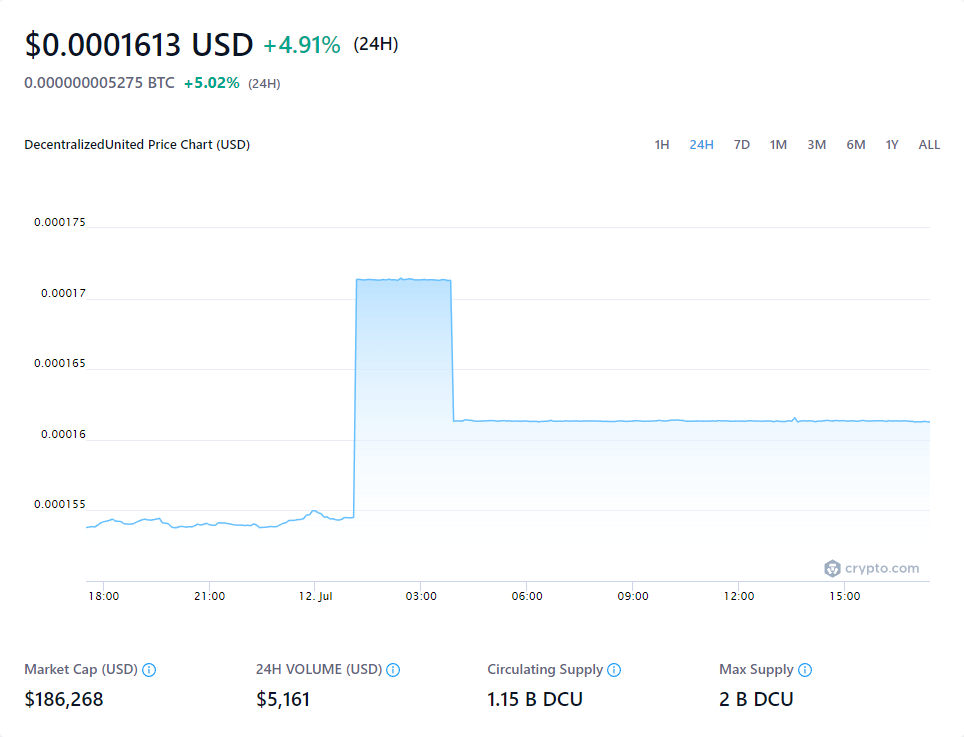 $0.0001613 USD +4.91% (24H)
0.000000005275 BTC +5.02% (24H)
DecentralizedUnited Price Chart (USD)
1H 24H 7D 1M 3M 6M 1Y ALL
0.000175
0.00017
0.000165
0.00016
0.000155
crypto.com
18:00 21:00 12. Jul 03:00 06:00 09:00 12:00 15:00
Market Cap (USD) 24H VOLUME (USD) Circulating Supply Max Supply
$186,268 $5,161 1.15 B DCU 2 B DCU